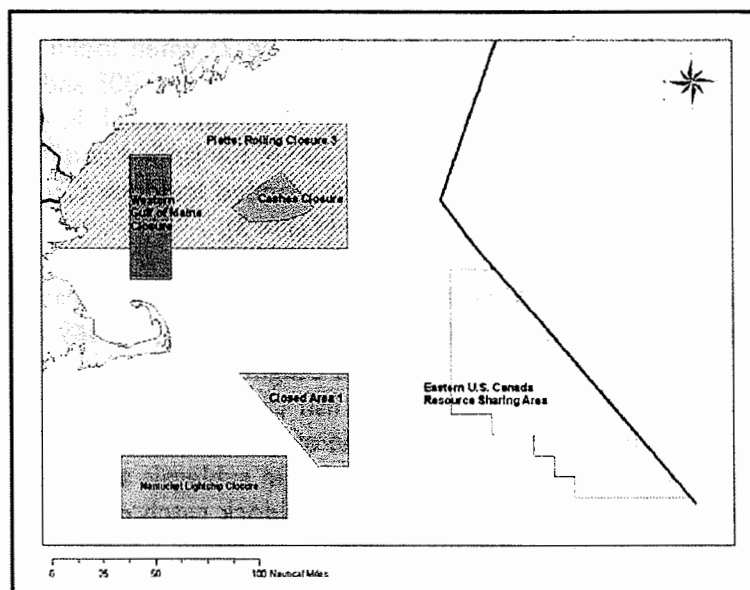 Platts: Rolling Closure 3
Cashes Closure
Western
Gulf of Maine
Closure
Closed Area 1
Eastern U.S. Canada
Resource Sharing Area
Nantucket Lightship Closure
0 25 50 100 Nautical Miles